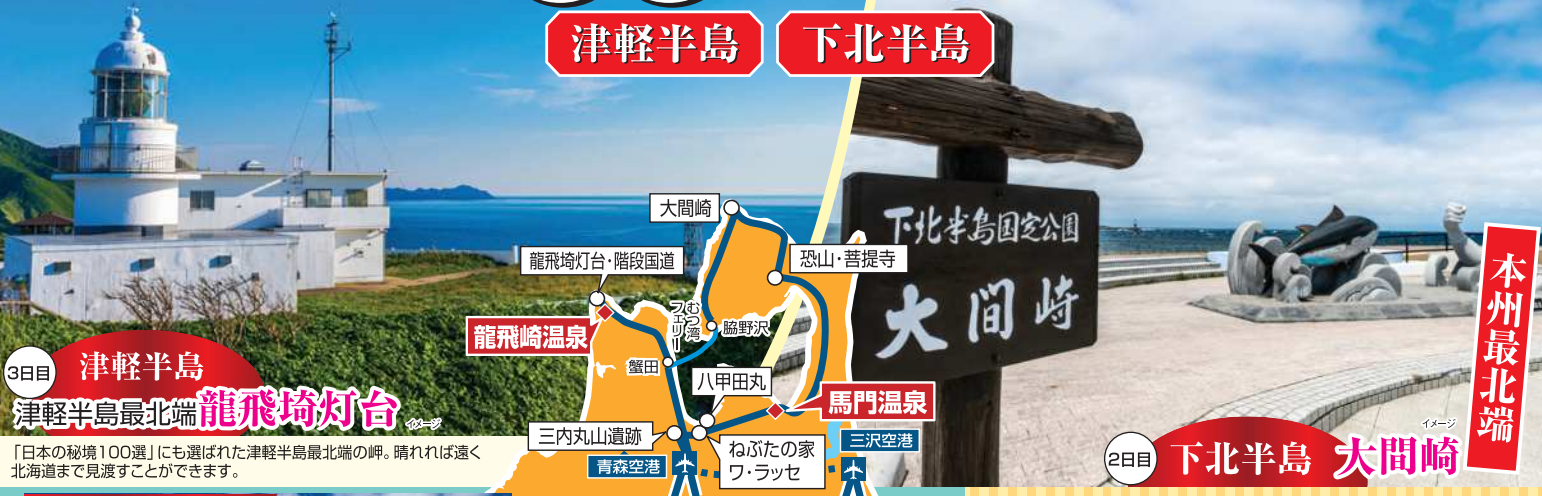 津軽半島
下北半島
下北半島国定公園
大間崎
本州最北端
大間崎
龍飛埼灯台・階段国道
恐山・菩提寺
龍飛崎温泉
むつ湾
フェリー
脇野沢
蟹田
八甲田丸
馬門温泉
三内丸山遺跡
ねぶたの家
ワ・ラッセ
三沢空港
青森空港
3日目
津軽半島
津軽半島最北端龍飛埼灯台
イメージ
「日本の秘境100選」にも選ばれた津軽半島最北端の岬。晴れれば遠く
北海道まで見渡すことができます。
イメージ
2日目
下北半島 大間崎